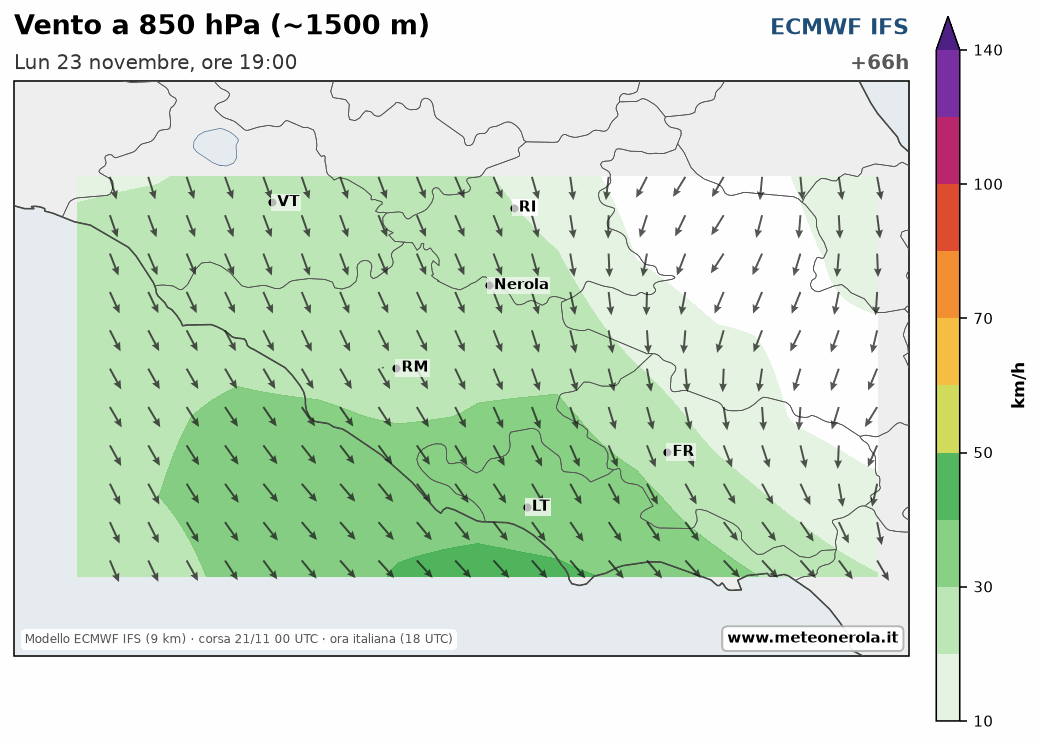 Vento a 850 hPa (~1500 m)
ECMWF IFS
Lun 23 novembre, ore 19:00
+66h
140
100
70
50
30
10
km/h
VT
RI
Nerola
RM
FR
LT
Modello ECMWF IFS (9 km) · corsa 21/11 00 UTC · ora italiana (18 UTC)
www.meteonerola.it